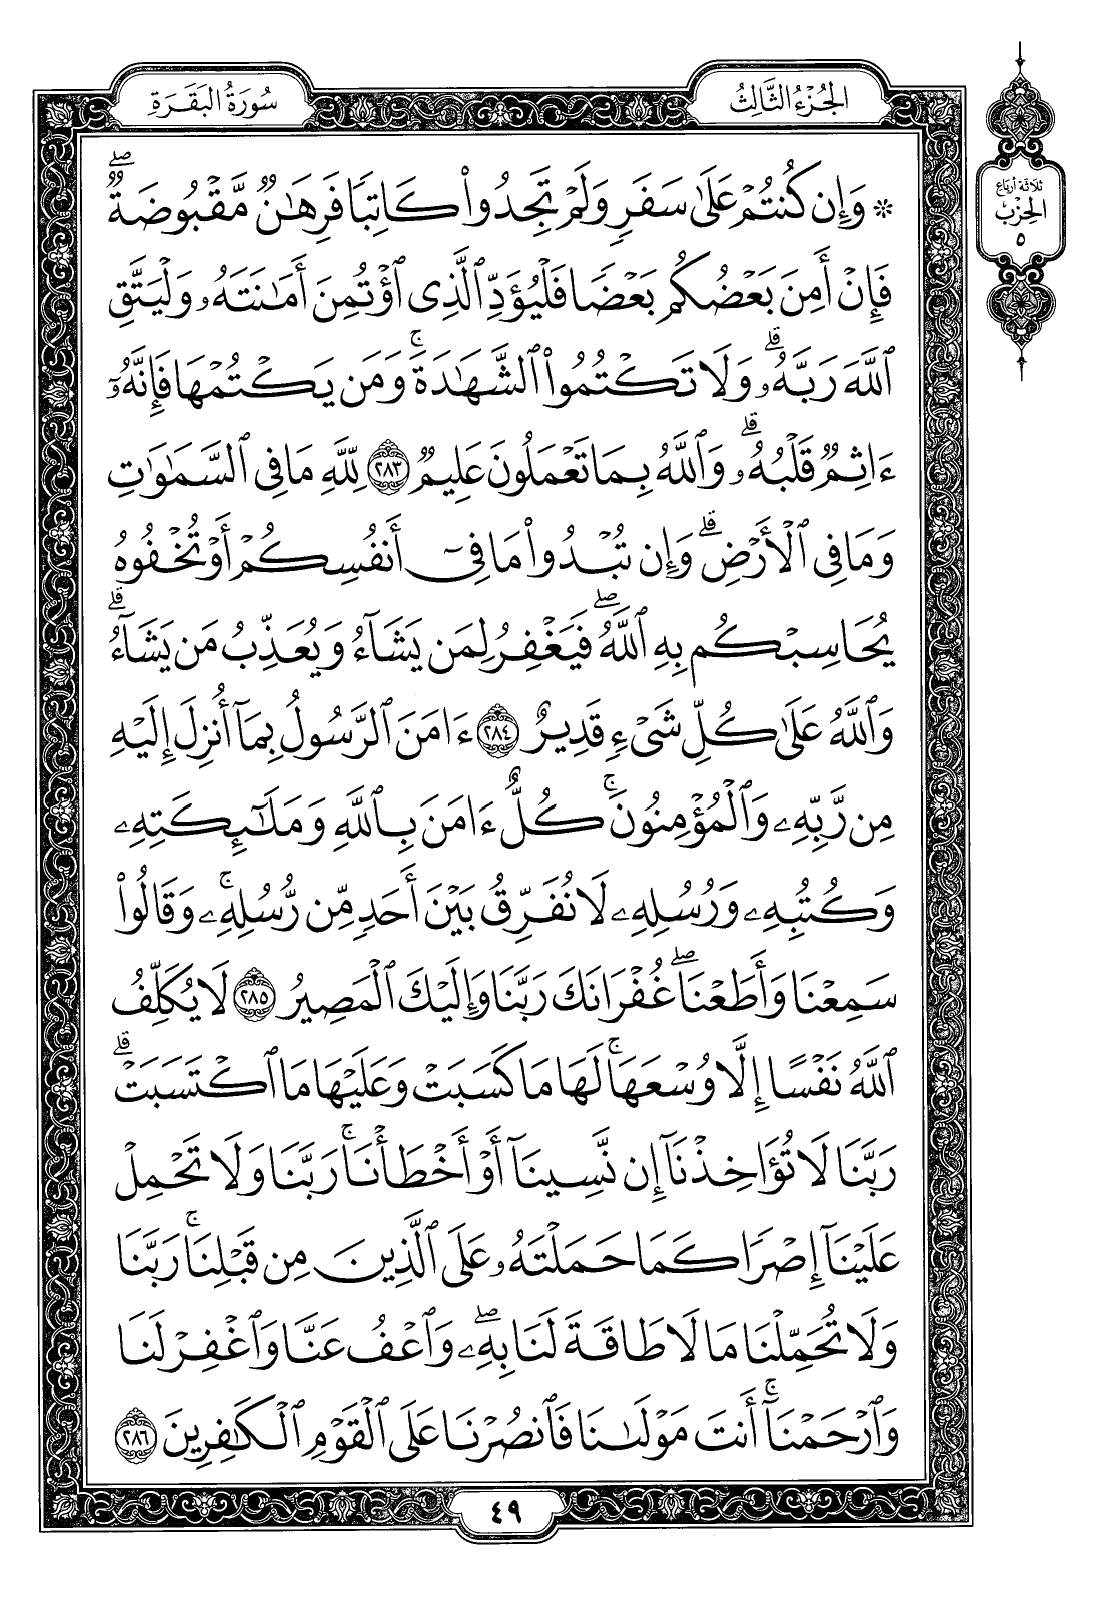 سُورَةُ البَقَرَةِ
الجُزْءُ الثَّالِثُ
ثلاثة أرباع
الحِزْبُ
٥
۞ وَإِن كُنتُمْ عَلَىٰ سَفَرٍ وَلَمْ تَجِدُوا۟ كَاتِبًا فَرِهَٰنٌ مَّقْبُوضَةٌ ۖ
فَإِنْ أَمِنَ بَعْضُكُم بَعْضًا فَلْيُؤَدِّ ٱلَّذِى ٱؤْتُمِنَ أَمَٰنَتَهُۥ وَلْيَتَّقِ
ٱللَّهَ رَبَّهُۥ ۗ وَلَا تَكْتُمُوا۟ ٱلشَّهَٰدَةَ ۚ وَمَن يَكْتُمْهَا فَإِنَّهُۥٓ
ءَاثِمٌ قَلْبُهُۥ ۗ وَٱللَّهُ بِمَا تَعْمَلُونَ عَلِيمٌ ٢٨٣ لِّلَّهِ مَا فِى ٱلسَّمَٰوَٰتِ
وَمَا فِى ٱلْأَرْضِ ۗ وَإِن تُبْدُوا۟ مَا فِىٓ أَنفُسِكُمْ أَوْ تُخْفُوهُ
يُحَاسِبْكُم بِهِ ٱللَّهُ ۖ فَيَغْفِرُ لِمَن يَشَآءُ وَيُعَذِّبُ مَن يَشَآءُ ۗ
وَٱللَّهُ عَلَىٰ كُلِّ شَىْءٍ قَدِيرٌ ٢٨٤ ءَامَنَ ٱلرَّسُولُ بِمَآ أُنزِلَ إِلَيْهِ
مِن رَّبِّهِۦ وَٱلْمُؤْمِنُونَ ۚ كُلٌّ ءَامَنَ بِٱللَّهِ وَمَلَٰٓئِكَتِهِۦ
وَكُتُبِهِۦ وَرُسُلِهِۦ لَا نُفَرِّقُ بَيْنَ أَحَدٍ مِّن رُّسُلِهِۦ ۚ وَقَالُوا۟
سَمِعْنَا وَأَطَعْنَا ۖ غُفْرَانَكَ رَبَّنَا وَإِلَيْكَ ٱلْمَصِيرُ ٢٨٥ لَا يُكَلِّفُ
ٱللَّهُ نَفْسًا إِلَّا وُسْعَهَا ۚ لَهَا مَا كَسَبَتْ وَعَلَيْهَا مَا ٱكْتَسَبَتْ ۗ
رَبَّنَا لَا تُؤَاخِذْنَآ إِن نَّسِينَآ أَوْ أَخْطَأْنَا ۚ رَبَّنَا وَلَا تَحْمِلْ
عَلَيْنَآ إِصْرًا كَمَا حَمَلْتَهُۥ عَلَى ٱلَّذِينَ مِن قَبْلِنَا ۚ رَبَّنَا
وَلَا تُحَمِّلْنَا مَا لَا طَاقَةَ لَنَا بِهِۦ ۖ وَٱعْفُ عَنَّا وَٱغْفِرْ لَنَا
وَٱرْحَمْنَآ ۚ أَنتَ مَوْلَىٰنَا فَٱنصُرْنَا عَلَى ٱلْقَوْمِ ٱلْكَٰفِرِينَ ٢٨٦
٤٩